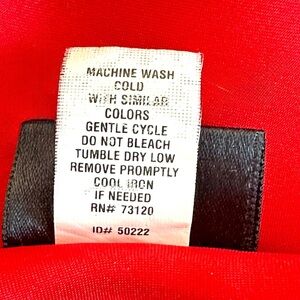 MACHINE WASH
COLD
WITH SIMILAR
COLORS
GENTLE CYCLE
DO NOT BLEACH
TUMBLE DRY LOW
REMOVE PROMPTLY
COOL IRON
IF NEEDED
RN# 73120
ID# 50222